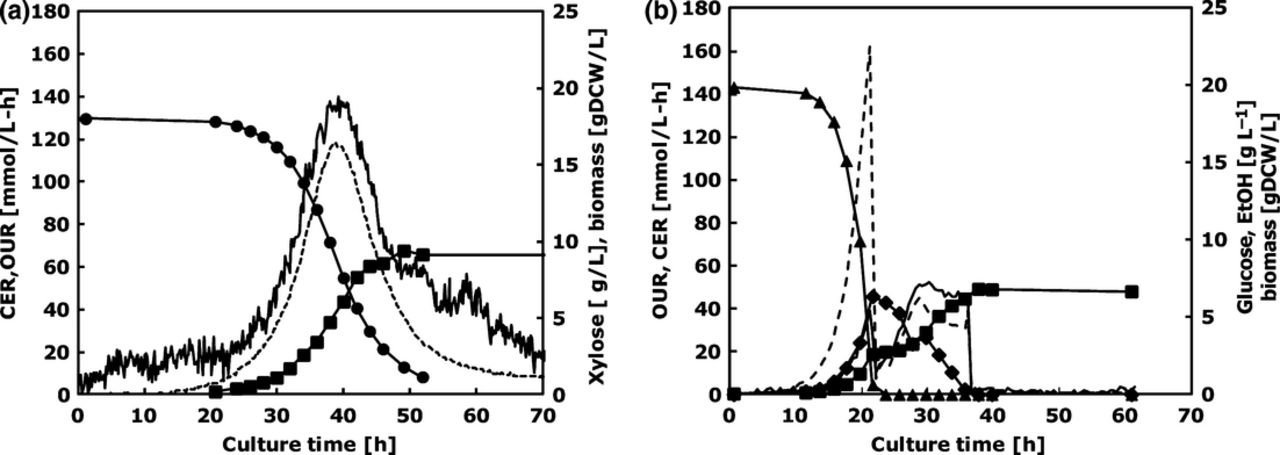 (a)
180
160
140
120
100
80
60
40
20
0
CER,OUR [mmol/L-h]
0 10 20 30 40 50 60 70
Culture time [h]
25
20
15
10
5
0
Xylose [ g/L], biomass [gDCW/L]
(b)
180
160
140
120
100
80
60
40
20
0
OUR, CER [mmol/L-h]
0 10 20 30 40 50 60 70
Culture time [h]
25
20
15
10
5
0
Glucose, EtOH [g L⁻¹]
biomass [gDCW/L]